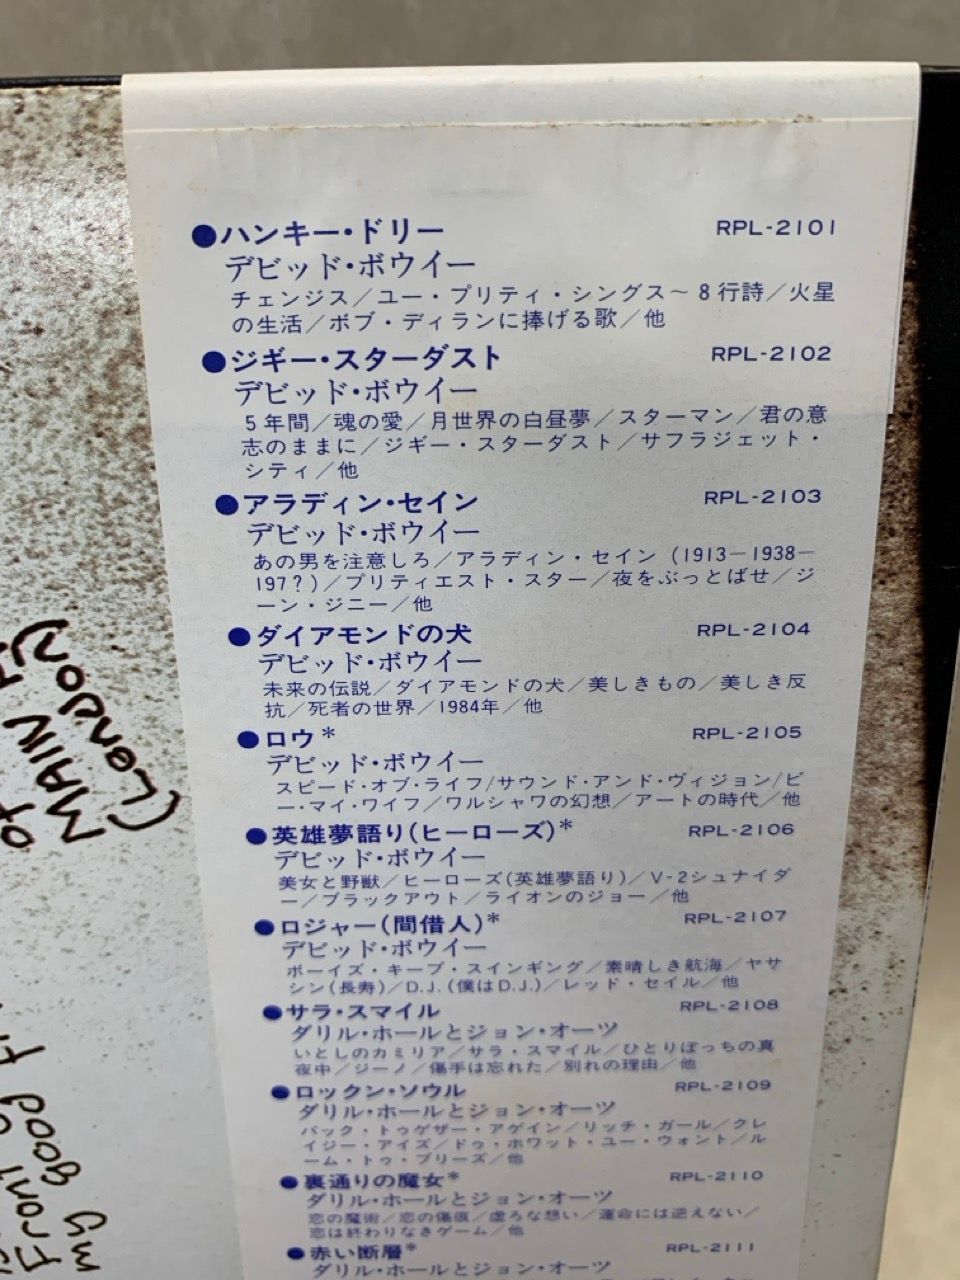 ●ハンキー・ドリー RPL-2101
デビッド・ボウイー
チェンジス／ユー・プリティ・シングス〜8行詩／火星
の生活／ボブ・ディランに捧げる歌／他
●ジギー・スターダスト RPL-2102
デビッド・ボウイー
5年間／魂の愛／月世界の白昼夢／スターマン／君の意
志のままに／ジギー・スターダスト／サフラジェット・
シティ／他
●アラディン・セイン RPL-2103
デビッド・ボウイー
あの男を注意しろ／アラディン・セイン (1913—1938—
197?)／プリティエスト・スター／夜をぶっとばせ／ジ
ーン・ジニー／他
●ダイアモンドの犬 RPL-2104
デビッド・ボウイー
未来の伝説／ダイアモンドの犬／美しきもの／美しき反
抗／死者の世界／1984年／他
●ロウ* RPL-2105
デビッド・ボウイー
スピード・オブ・ライフ/サウンド・アンド・ヴィジョン/ビ
ー・マイ・ワイフ／ワルシャワの幻想／アートの時代／他
●英雄夢語り(ヒーローズ)* RPL-2106
デビッド・ボウイー
美女と野獣／ヒーローズ(英雄夢語り)／V-2シュナイダ
ー／ブラックアウト／ライオンのジョー／他
●ロジャー(間借人)* RPL-2107
デビッド・ボウイー
ボーイズ・キープ・スインギング／素晴しき航海／ヤサ
シン(長寿)／D.J.(僕はD.J.)／レッド・セイル／他
●サラ・スマイル RPL-2108
ダリル・ホールとジョン・オーツ
いとしのカミリア／サラ・スマイル／ひとりぼっちの真
夜中／ジーノ／傷手は忘れた／別れの理由／他
●ロックン・ソウル RPL-2109
ダリル・ホールとジョン・オーツ
バック・トゥゲザー・アゲイン／リッチ・ガール／クレ
イジー・アイズ／ドゥ・ホワット・ユー・ウォント／ル
ーム・トゥ・ブリーズ／他
●裏通りの魔女* RPL-2110
ダリル・ホールとジョン・オーツ
恋の魔術／恋の傷痕／虚ろな想い／運命には逆えない／
恋は終わりなきゲーム／他
●赤い断層* RPL-2111
ダリル・ホールとジョン・オーツ
MAIN
(LONDON)
good
my